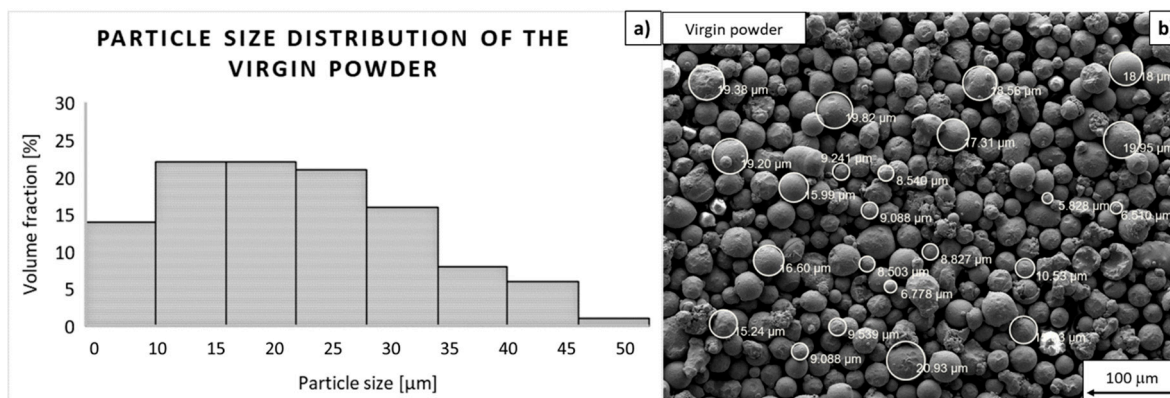 PARTICLE SIZE DISTRIBUTION OF THE
VIRGIN POWDER
a)
30
25
20
15
10
5
0
Volume fraction [%]
0 10 15 20 25 35 40 45 50
Particle size [µm]
Virgin powder
b)
19.38 µm
18.56 µm
18.18 µm
19.82 µm
17.31 µm
19.95 µm
19.20 µm
9.241 µm
8.540 µm
15.99 µm
5.828 µm
6.510 µm
9.088 µm
8.827 µm
16.60 µm
8.503 µm
10.53 µm
6.778 µm
15.24 µm
9.539 µm
9.088 µm
20.93 µm
100 µm